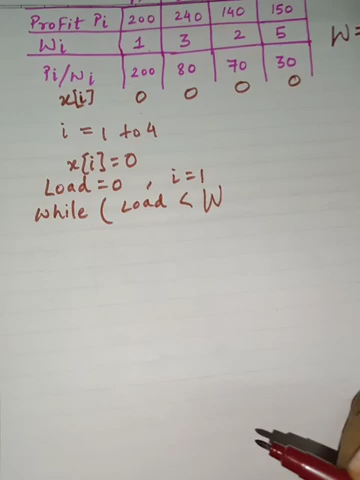 Profit Pi 200 240 140 150
Wi 1 3 2 5 W=
Pi/Wi 200 80 70 30
x[i] 0 0 0 0
i = 1 to 4
x[i]=0
Load=0 , i=1
while ( Load < W